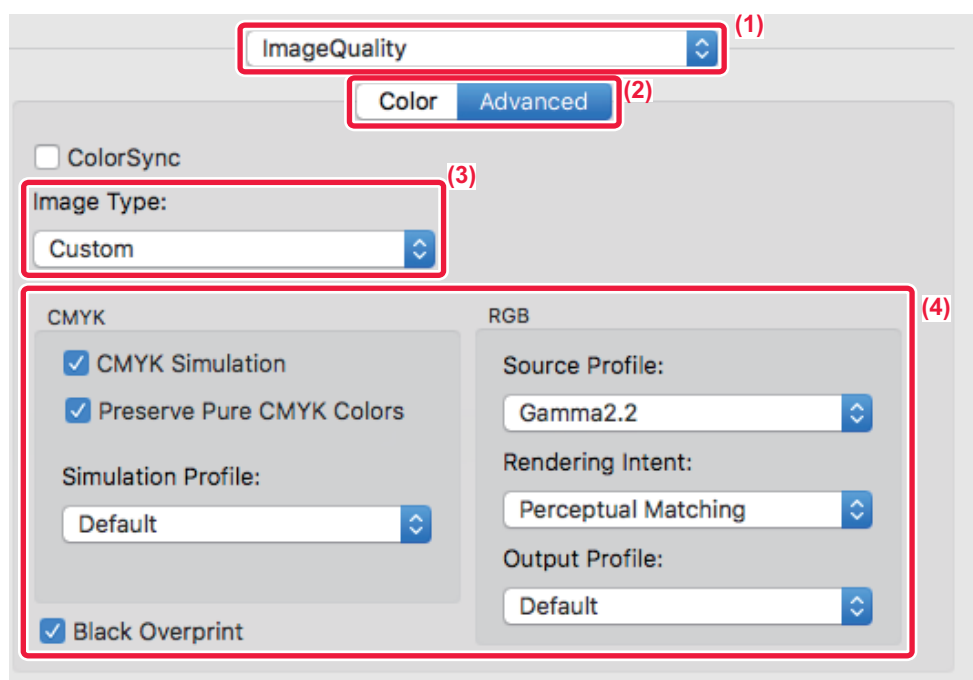 (1)
ImageQuality
(2)
Color Advanced
ColorSync
(3)
Image Type:
Custom
(4)
CMYK
CMYK Simulation
Preserve Pure CMYK Colors
Simulation Profile:
Default
Black Overprint
RGB
Source Profile:
Gamma2.2
Rendering Intent:
Perceptual Matching
Output Profile:
Default